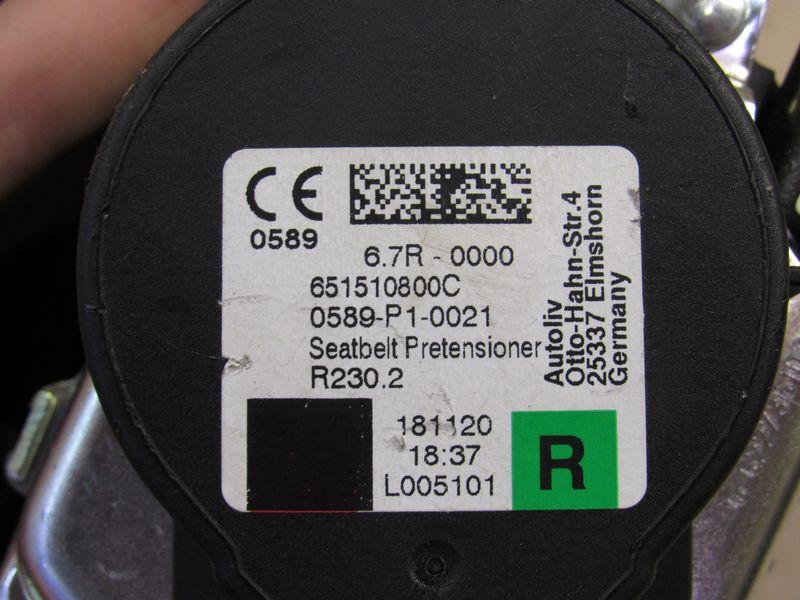 CE
0589
6.7R - 0000
651510800C
0589-P1-0021
Seatbelt Pretensioner
R230.2
181120
18:37
L005101
R
Autoliv
Otto-Hahn-Str.4
25337 Elmshorn
Germany